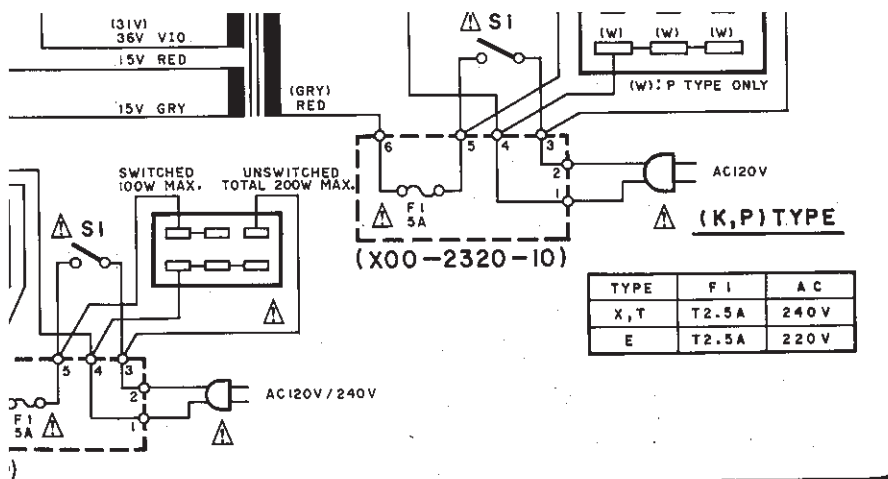 (31V)
36V VIO
15V RED
15V GRY
(GRY)
RED
S1
(W) (W) (W)
(W): P TYPE ONLY
6 5 4 3
2
1
F1
5A
AC120V
(K,P) TYPE
(X00-2320-10)
SWITCHED
100W MAX.
UNSWITCHED
TOTAL 200W MAX.
S1
5 4 3
2
1
F1
5A
AC120V/240V
)
TYPE F1 AC
X,T T2.5A 240V
E T2.5A 220V